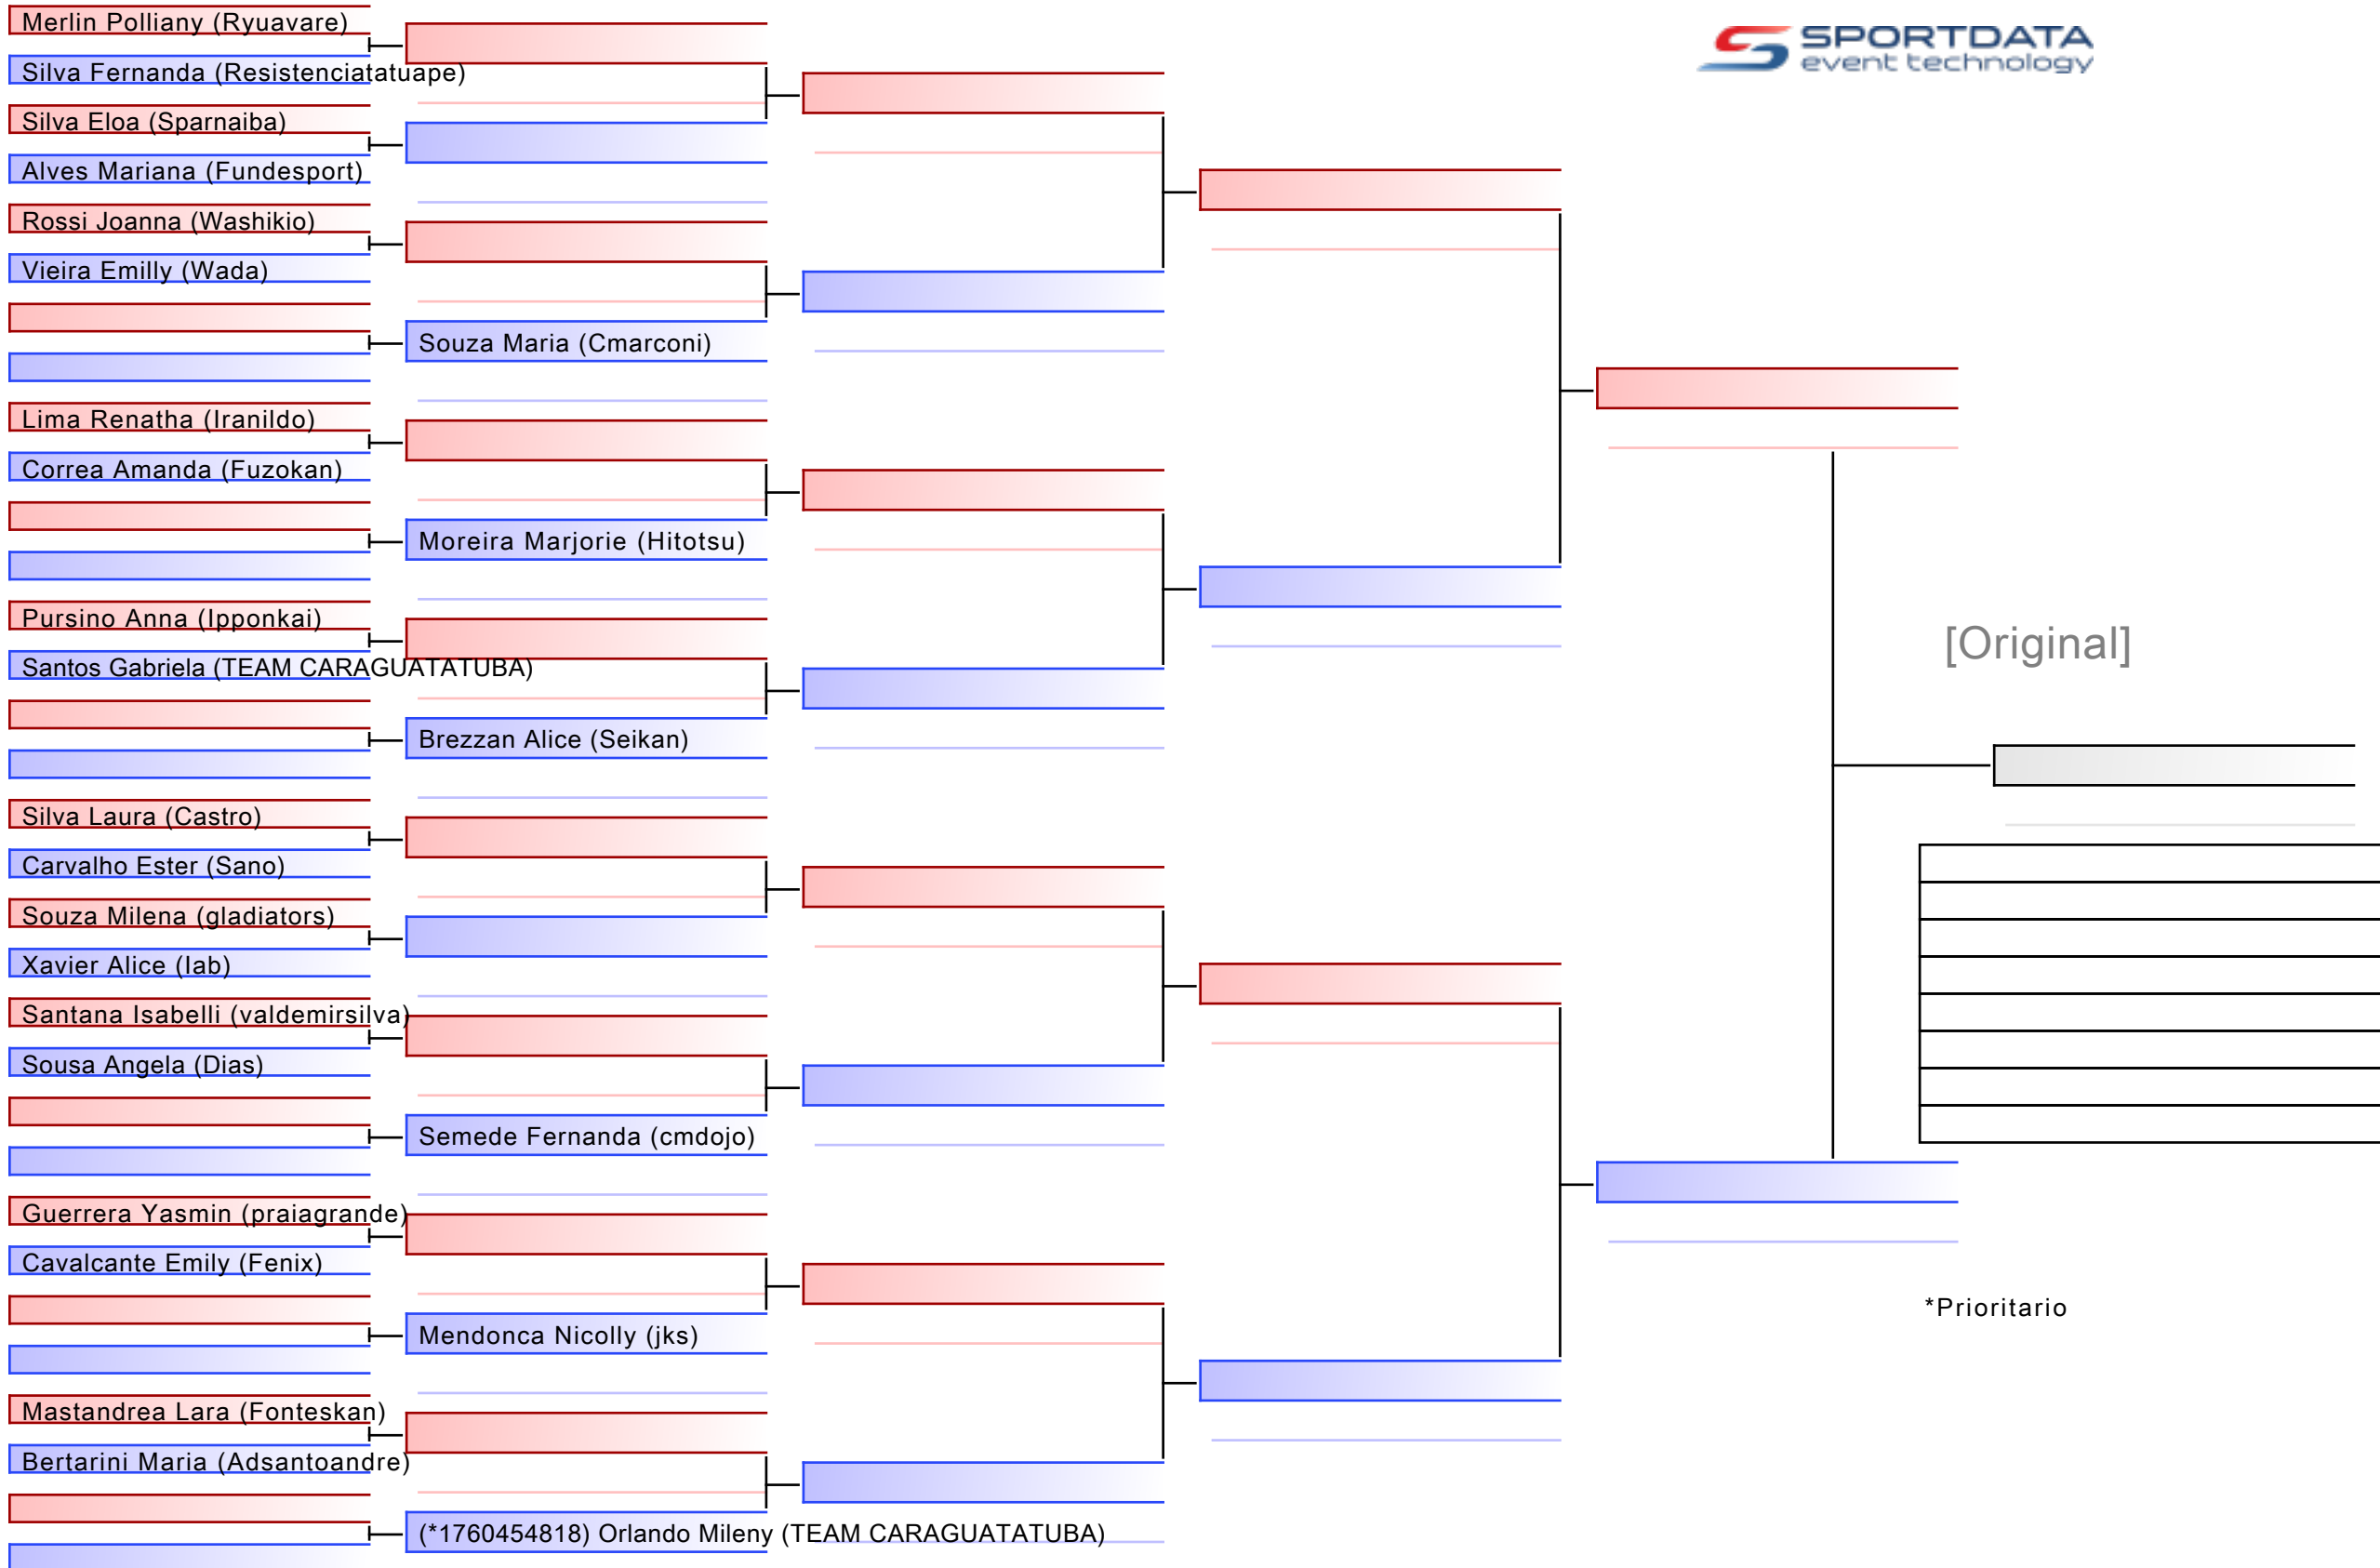 Merlin Polliany (Ryuavare)
Silva Fernanda (Resistenciatatuape)
Silva Eloa (Sparnaiba)
Alves Mariana (Fundesport)
Rossi Joanna (Washikio)
Vieira Emilly (Wada)
Souza Maria (Cmarconi)
Lima Renatha (Iranildo)
Correa Amanda (Fuzokan)
Moreira Marjorie (Hitotsu)
Pursino Anna (Ipponkai)
Santos Gabriela (TEAM CARAGUATATUBA)
Brezzan Alice (Seikan)
Silva Laura (Castro)
Carvalho Ester (Sano)
Souza Milena (gladiators)
Xavier Alice (Iab)
Santana Isabelli (valdemirsilva)
Sousa Angela (Dias)
Semede Fernanda (cmdojo)
Guerrera Yasmin (praiagrande)
Cavalcante Emily (Fenix)
Mendonca Nicolly (jks)
Mastandrea Lara (Fonteskan)
Bertarini Maria (Adsantoandre)
(*1760454818) Orlando Mileny (TEAM CARAGUATATUBA)
SPORTDATA
event technology
[Original]
*Prioritario